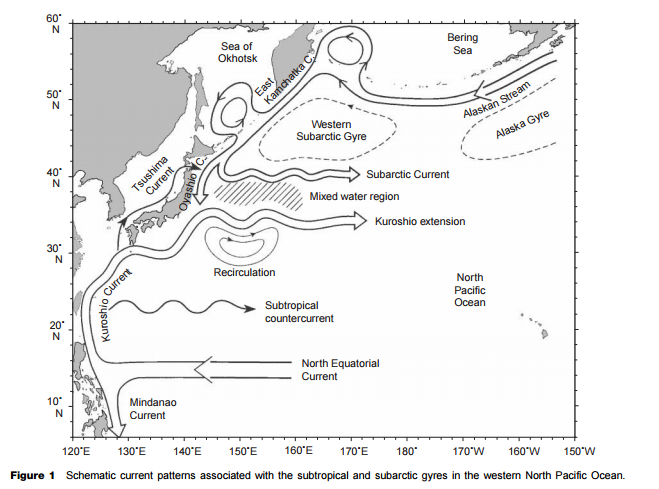 60°
N
Sea of
Okhotsk
Bering
Sea
East
Kamchatka C.
50°
N
Alaskan Stream
Western
Subarctic Gyre
Alaska Gyre
40°
N
Tsushima
Current
Oyashio C.
Subarctic Current
Mixed water region
Kuroshio extension
30°
N
Recirculation
North
Pacific
Ocean
Kuroshio Current
Subtropical
countercurrent
20°
N
North Equatorial
Current
10°
N
Mindanao
Current
120°E 130°E 140°E 150°E 160°E 170°E 180° 170°W 160°W 150°W
Figure 1 Schematic current patterns associated with the subtropical and subarctic gyres in the western North Pacific Ocean.